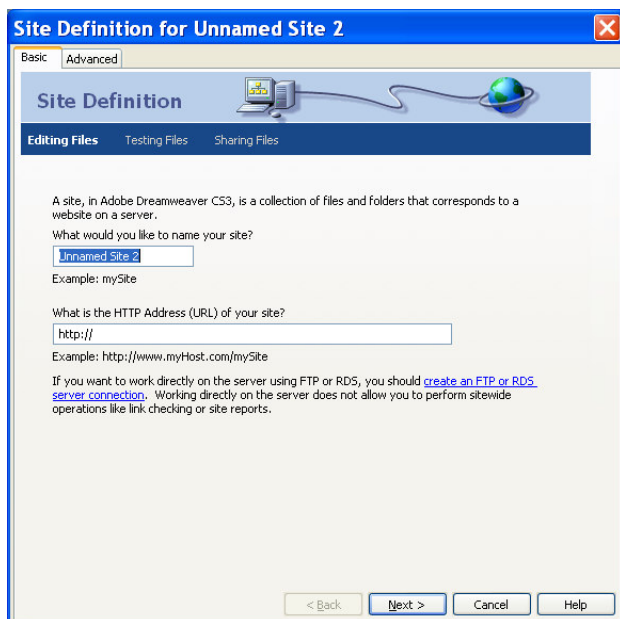 Site Definition for Unnamed Site 2
Basic
Advanced
Site Definition
Editing Files
Testing Files
Sharing Files
A site, in Adobe Dreamweaver CS3, is a collection of files and folders that corresponds to a
website on a server.
What would you like to name your site?
Unnamed Site 2
Example: mySite
What is the HTTP Address (URL) of your site?
http://
Example: http://www.myHost.com/mySite
If you want to work directly on the server using FTP or RDS, you should create an FTP or RDS
server connection. Working directly on the server does not allow you to perform sitewide
operations like link checking or site reports.
< Back
Next >
Cancel
Help